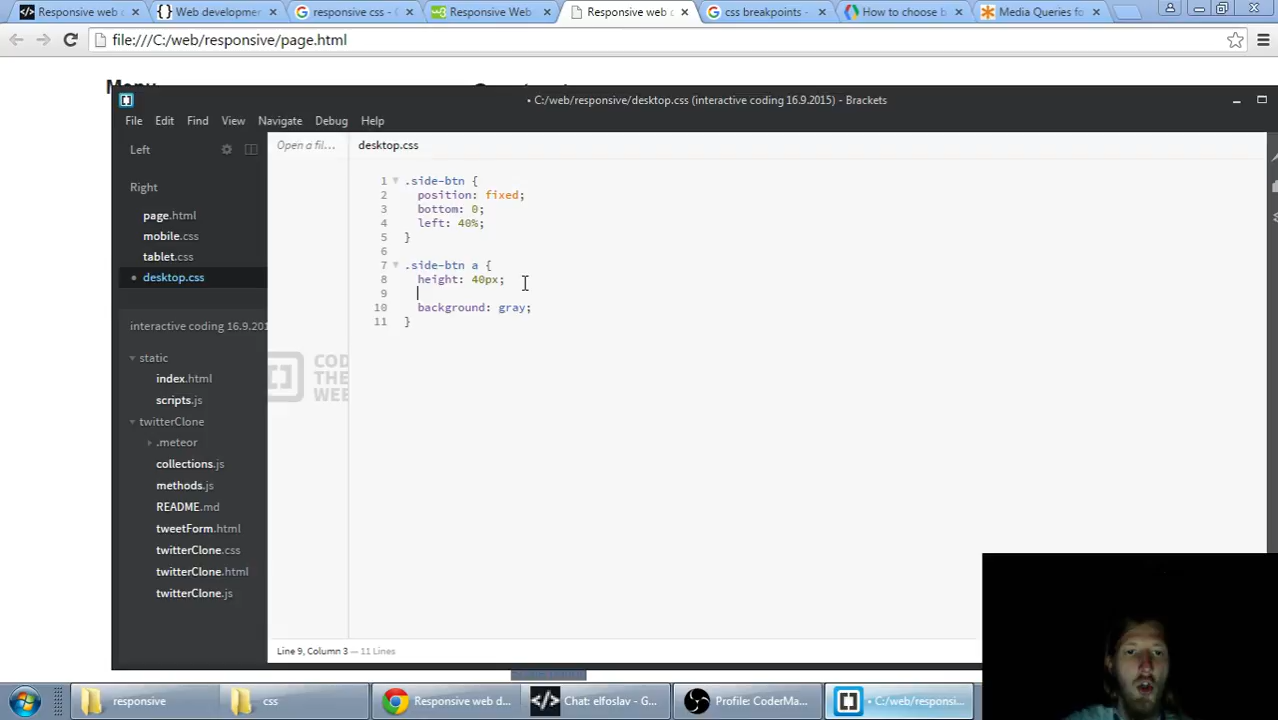 Responsive web c
Web developmer
responsive css - G
Responsive Web
Responsive web c
css breakpoints -
How to choose b
Media Queries fo
file:///C:/web/responsive/page.html
• C:/web/responsive/desktop.css (interactive coding 16.9.2015) - Brackets
File Edit Find View Navigate Debug Help
Left
Open a fil...
desktop.css
Right
page.html
mobile.css
tablet.css
desktop.css
interactive coding 16.9.201
static
index.html
scripts.js
twitterClone
.meteor
collections.js
methods.js
README.md
tweetForm.html
twitterClone.css
twitterClone.html
twitterClone.js
COD
THE
WEE
1 .side-btn {
2 position: fixed;
3 bottom: 0;
4 left: 40%;
5 }
6
7 .side-btn a {
8 height: 40px;
9
10 background: gray;
11 }
Line 9, Column 3 — 11 Lines
responsive
css
Responsive web d...
Chat: elfoslav - G...
Profile: CoderMa...
• C:/web/responsi...